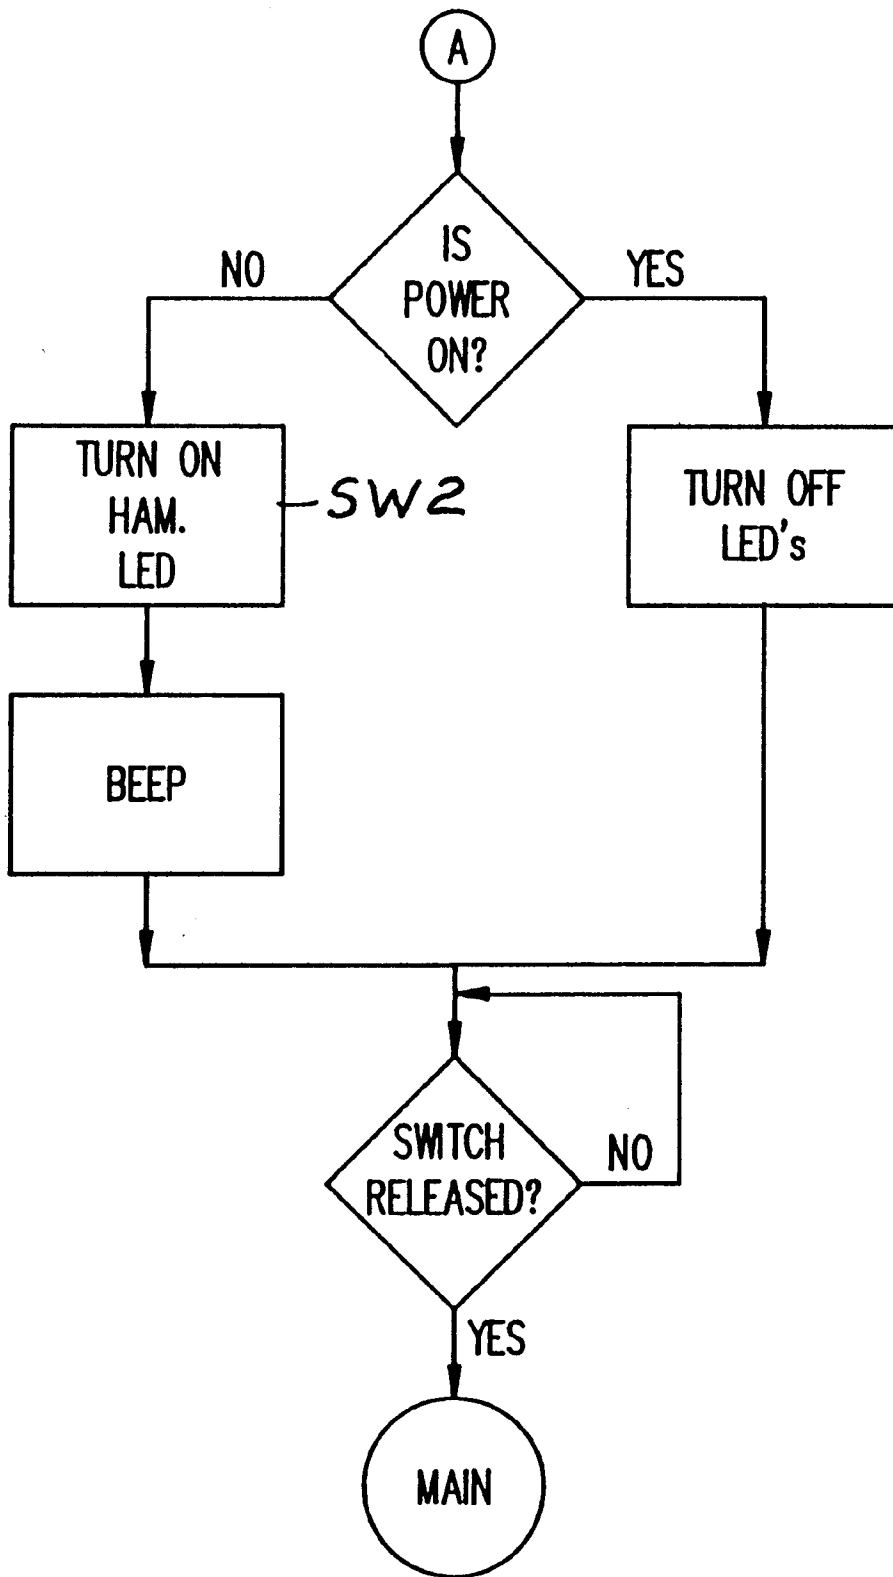 A
IS
POWER
ON?
NO
YES
TURN ON
HAM.
LED
SW2
TURN OFF
LED's
BEEP
SWITCH
RELEASED?
NO
YES
MAIN